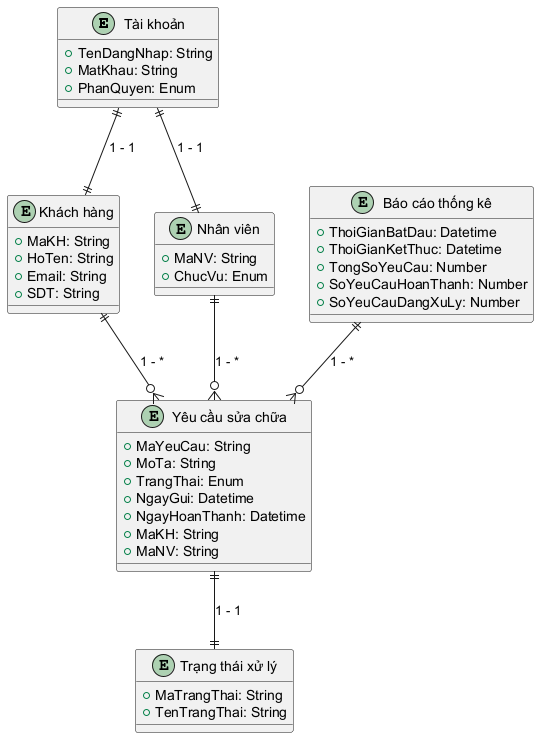 E Tài khoản
TenDangNhap: String
MatKhau: String
PhanQuyen: Enum
1 - 1
1 - 1
E Khách hàng
MaKH: String
HoTen: String
Email: String
SDT: String
E Nhân viên
MaNV: String
ChucVu: Enum
E Báo cáo thống kê
ThoiGianBatDau: Datetime
ThoiGianKetThuc: Datetime
TongSoYeuCau: Number
SoYeuCauHoanThanh: Number
SoYeuCauDangXuLy: Number
1 - *
1 - *
1 - *
E Yêu cầu sửa chữa
MaYeuCau: String
MoTa: String
TrangThai: Enum
NgayGui: Datetime
NgayHoanThanh: Datetime
MaKH: String
MaNV: String
1 - 1
E Trạng thái xử lý
MaTrangThai: String
TenTrangThai: String